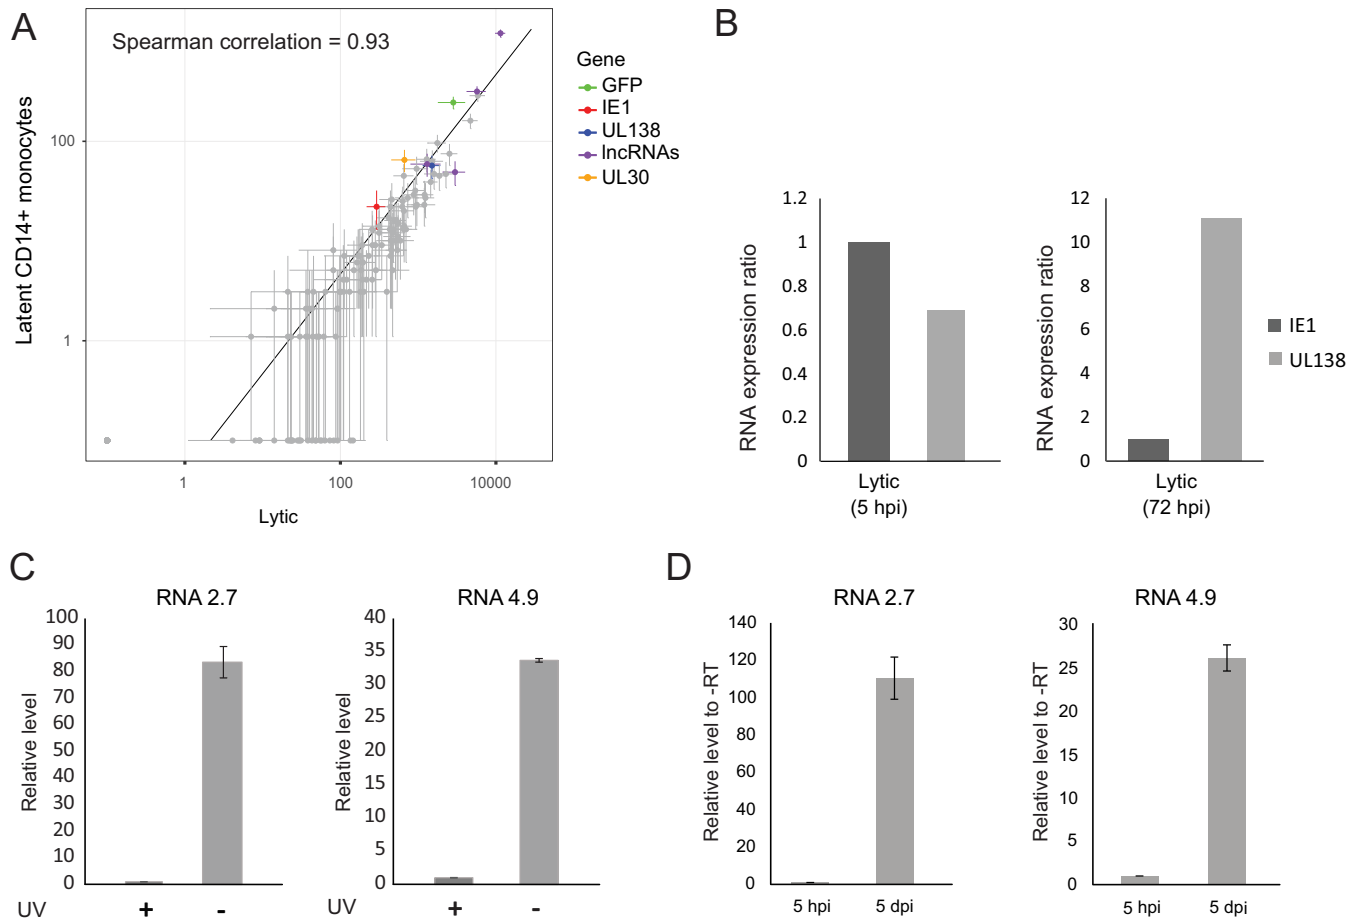 A
Spearman correlation = 0.93
Latent CD14+ monocytes
100
1
1
100
10000
Lytic
Gene
GFP
IE1
UL138
lncRNAs
UL30
B
RNA expression ratio
1.2
1
0.8
0.6
0.4
0.2
0
Lytic
(5 hpi)
RNA expression ratio
12
10
8
6
4
2
0
Lytic
(72 hpi)
IE1
UL138
C
RNA 2.7
Relative level
100
90
80
70
60
50
40
30
20
10
0
UV + -
RNA 4.9
Relative level
40
35
30
25
20
15
10
5
0
UV + -
D
RNA 2.7
Relative level to -RT
140
120
100
80
60
40
20
0
5 hpi 5 dpi
RNA 4.9
Relative level to -RT
30
25
20
15
10
5
0
5 hpi 5 dpi